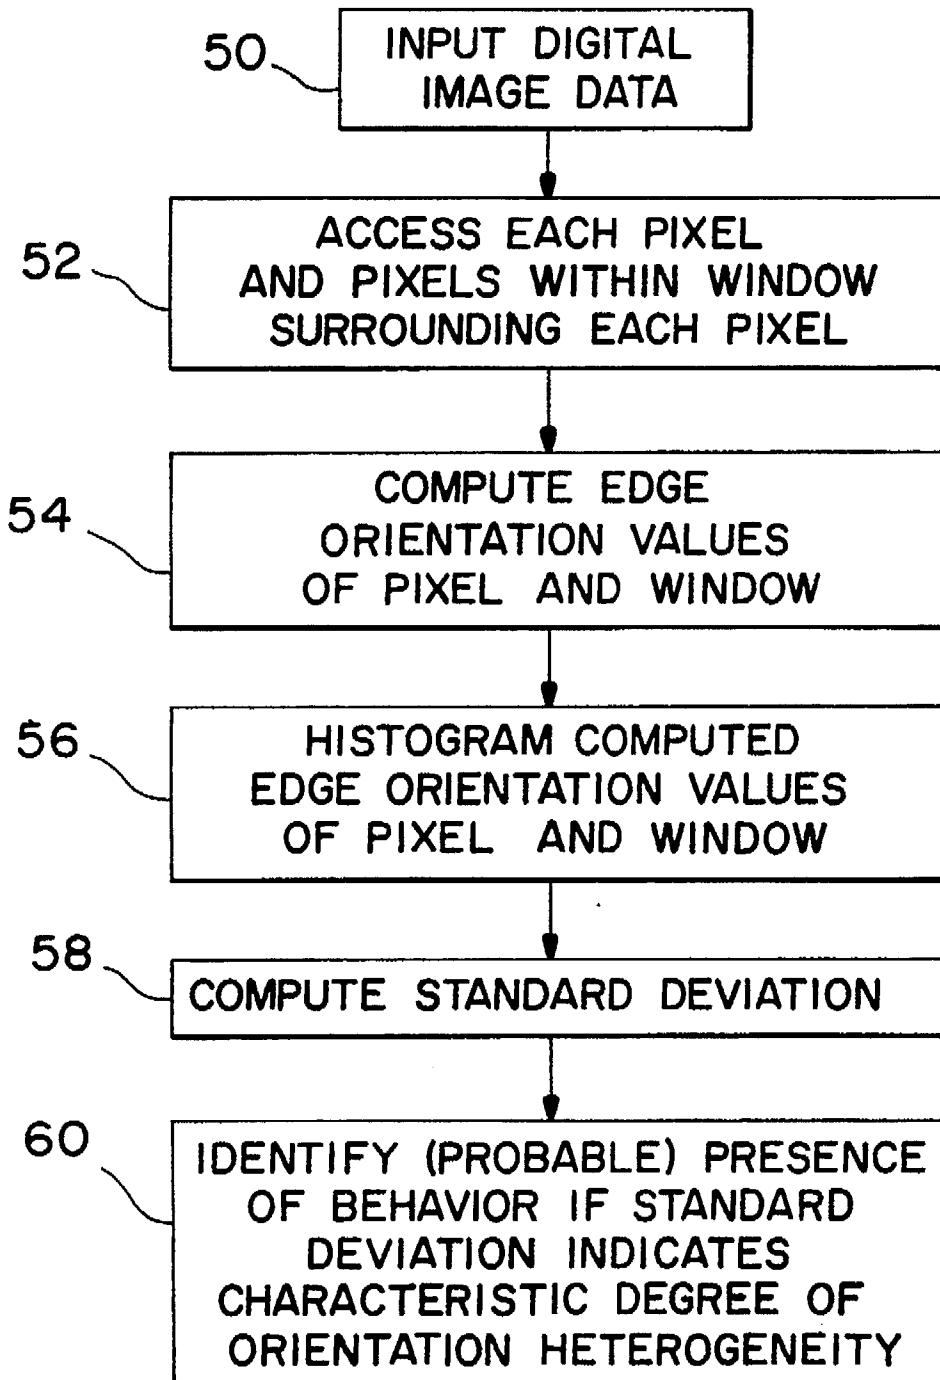 50
INPUT DIGITAL
IMAGE DATA
52
ACCESS EACH PIXEL
AND PIXELS WITHIN WINDOW
SURROUNDING EACH PIXEL
54
COMPUTE EDGE
ORIENTATION VALUES
OF PIXEL AND WINDOW
56
HISTOGRAM COMPUTED
EDGE ORIENTATION VALUES
OF PIXEL AND WINDOW
58
COMPUTE STANDARD DEVIATION
60
IDENTIFY (PROBABLE) PRESENCE
OF BEHAVIOR IF STANDARD
DEVIATION INDICATES
CHARACTERISTIC DEGREE OF
ORIENTATION HETEROGENEITY